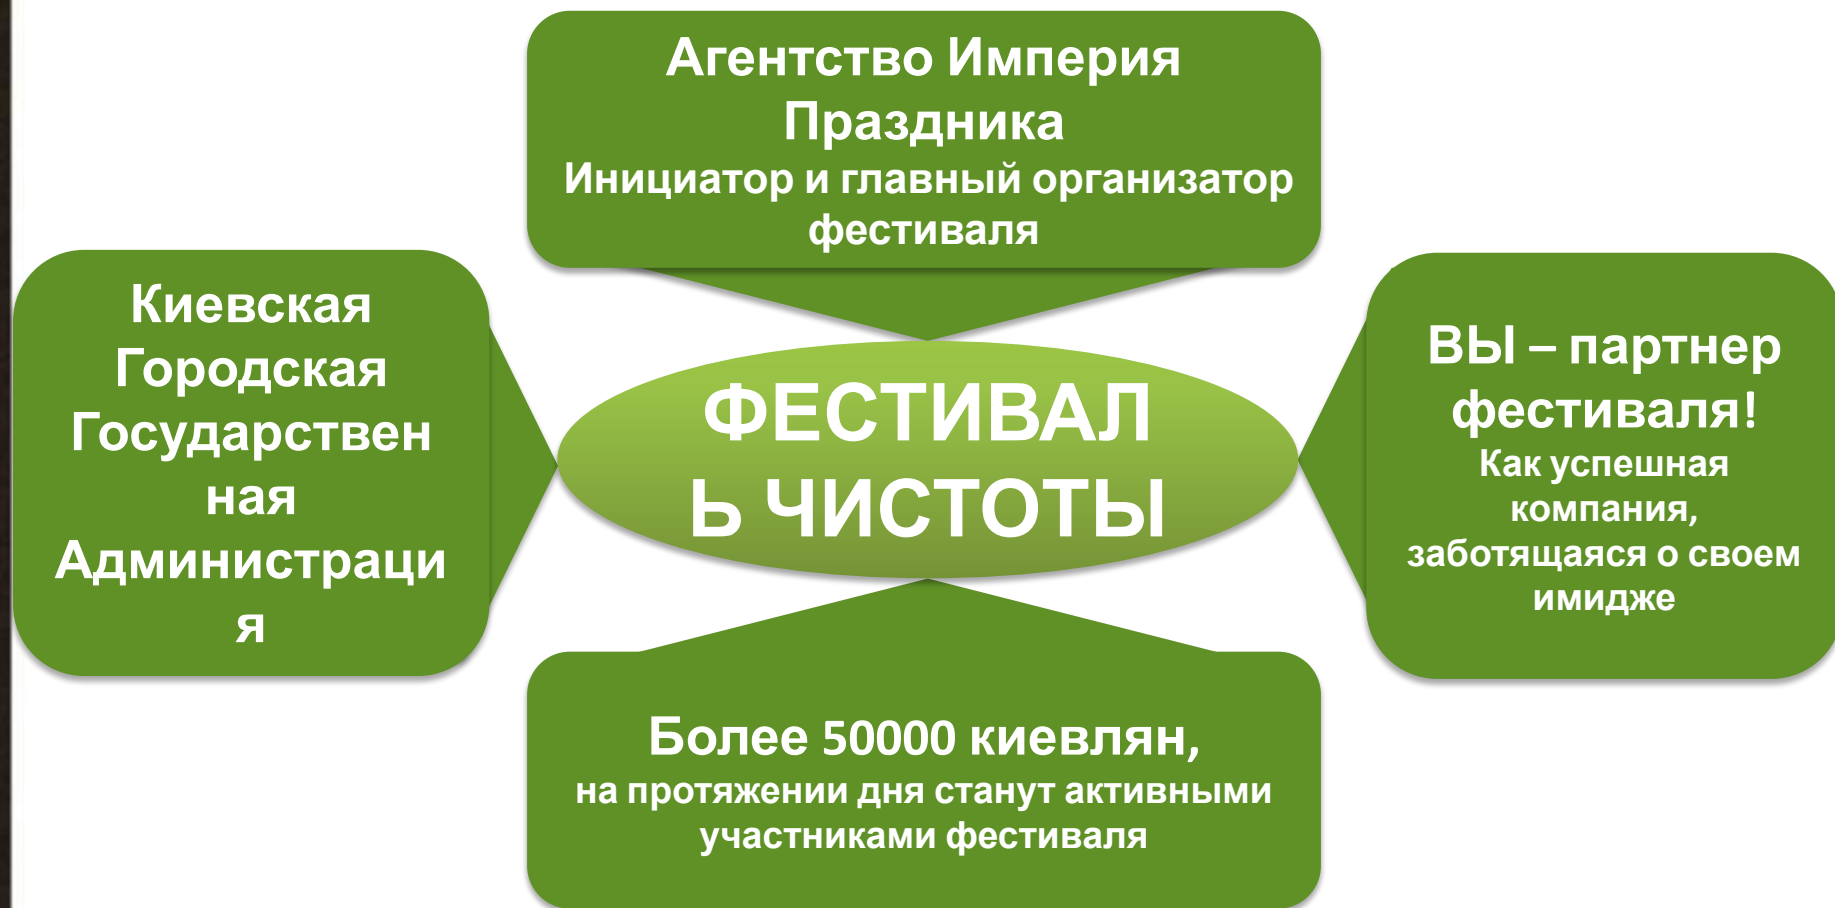 Агентство Империя
Праздника
Инициатор и главный организатор
фестиваля
Киевская
Городская
Государствен
ная
Администраци
я
ФЕСТИВАЛ
Ь ЧИСТОТЫ
ВЫ – партнер
фестиваля!
Как успешная
компания,
заботящаяся о своем
имидже
Более 50000 киевлян,
на протяжении дня станут активными
участниками фестиваля